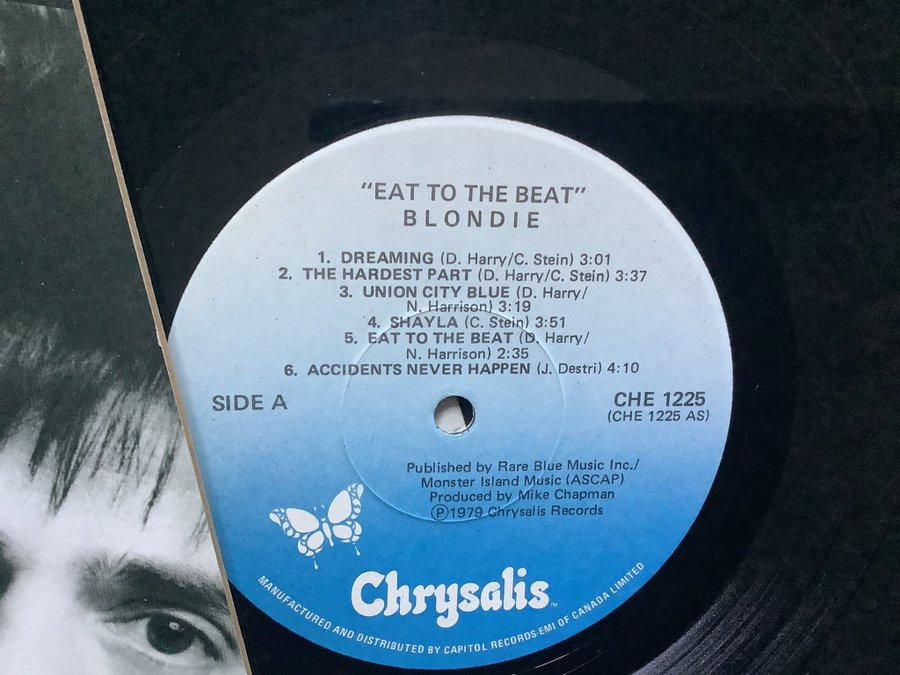 "EAT TO THE BEAT"
BLONDIE
1. DREAMING (D. Harry/C. Stein) 3:01
2. THE HARDEST PART (D. Harry/C. Stein) 3:37
3. UNION CITY BLUE (D. Harry/
N. Harrison) 3:19
4. SHAYLA (C. Stein) 3:51
5. EAT TO THE BEAT (D. Harry/
N. Harrison) 2:35
6. ACCIDENTS NEVER HAPPEN (J. Destri) 4:10
SIDE A
CHE 1225
(CHE 1225 AS)
Published by Rare Blue Music Inc./
Monster Island Music (ASCAP)
Produced by Mike Chapman
Ⓟ1979 Chrysalis Records
Chrysalis™
MANUFACTURED AND DISTRIBUTED BY CAPITOL RECORDS-EMI OF CANADA LIMITED